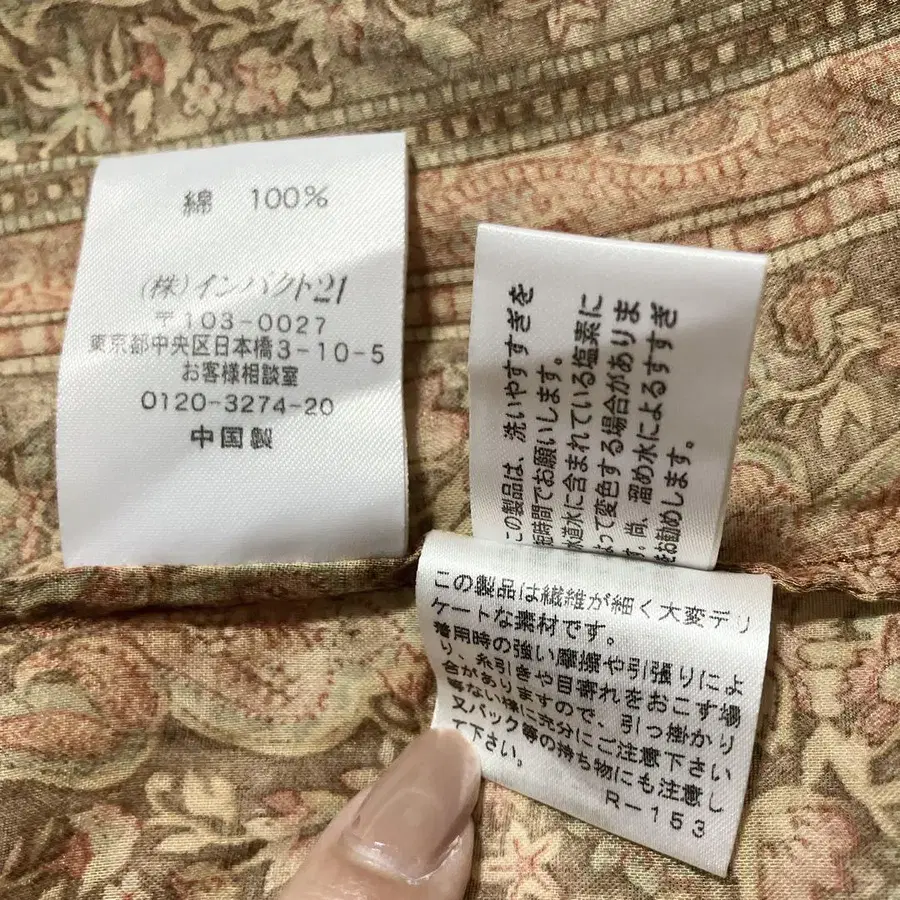 綿 100%
(株)インパクト21
〒103-0027
東京都中央区日本橋3-10-5
お客様相談室
0120-3274-20
中国製
この製品は、洗いやすすぎを
短時間でお願いします。
水道水に含まれている塩素に
よって変色する場合がありま
す。尚、溜め水によるすすぎ
をお勧めします。
この製品は繊維が細く大変デリ
ケートな素材です。
着用時の強い摩擦や引張りによ
り、糸引きや目寄れをおこす場
合がありますので、引っ掛かり
等ない様に充分にご注意下さい
又バック等の持ち物にも注意し
て下さい。
R-153